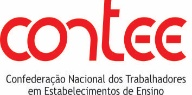 contee
Confederação Nacional dos Trabalhadores
em Estabelecimentos de Ensino